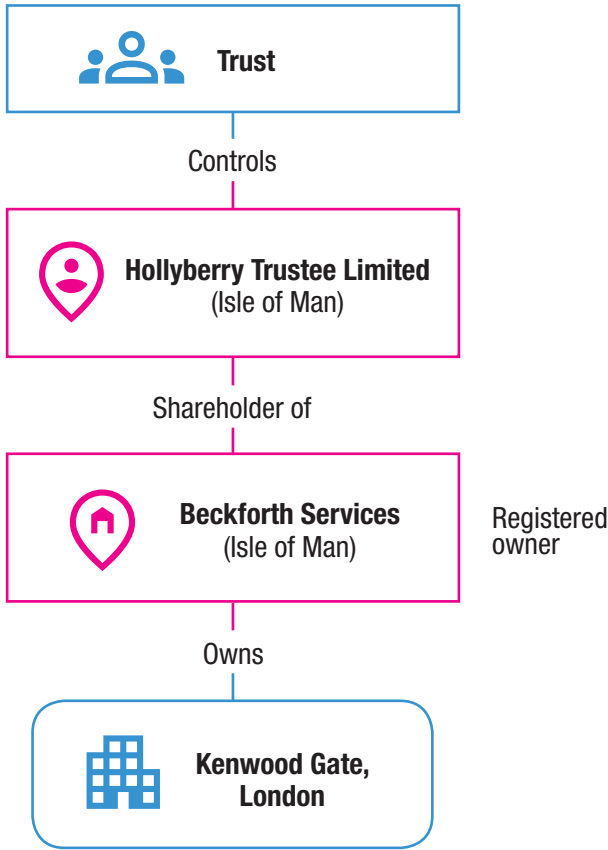 Trust
Controls
Hollyberry Trustee Limited
(Isle of Man)
Shareholder of
Beckforth Services
(Isle of Man)
Registered
owner
Owns
Kenwood Gate,
London